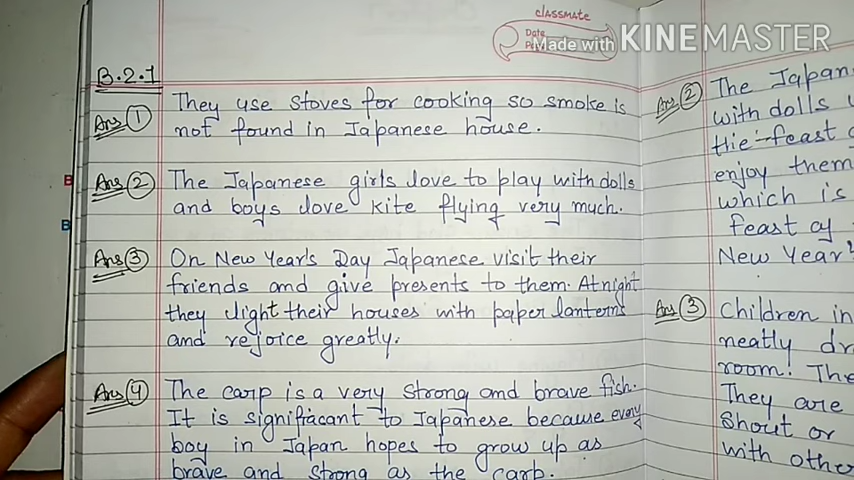 classmate
Date
Made with KINEMASTER
B.2.1
Ans 1 They use stoves for cooking so smoke is
not found in Japanese house.
Ans 2 The Japanese girls love to play with dolls
and boys love kite flying very much.
Ans 3 On New Year's Day Japanese visit their
friends and give presents to them. At night
they light their houses with paper lanterns
and rejoice greatly.
Ans 4 The carp is a very strong and brave fish.
It is significant to Japanese because every
boy in Japan hopes to grow up as
brave and strong as the carp.
Ans 2 The Japan
with dolls
the feast
enjoy them
which is
feast of
New Year'
Ans 3 Children in
neatly dr
room! The
They are
Shout or
with othe